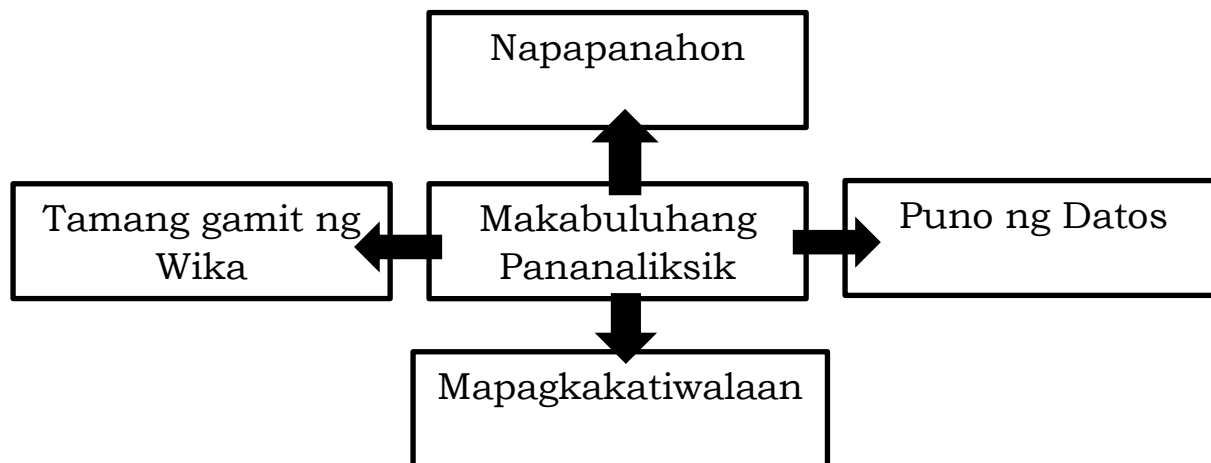 Napapanahon
Tamang gamit ng
Wika
Makabuluhang
Pananaliksik
Puno ng Datos
Mapagkakatiwalaan